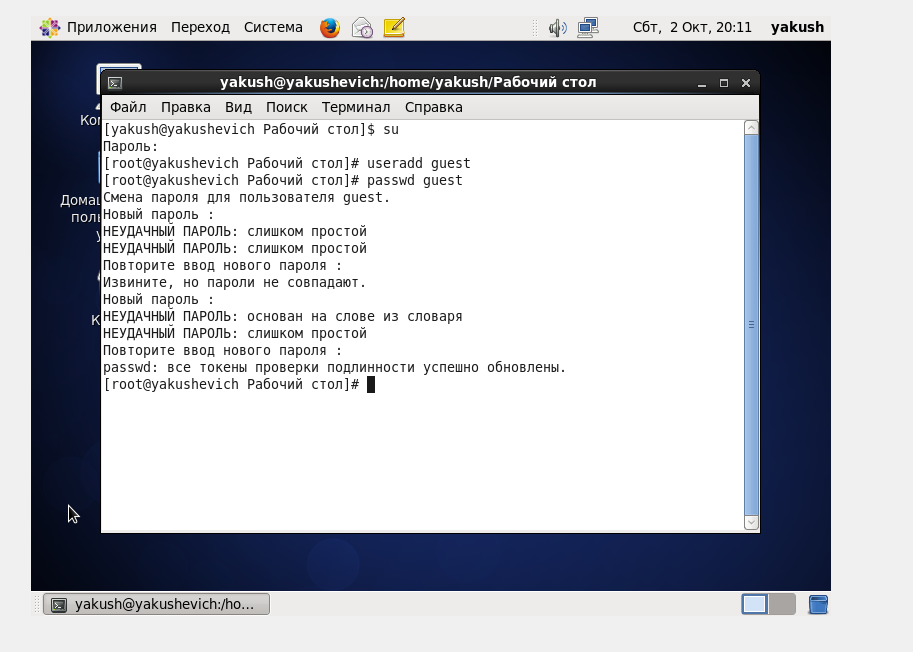 Приложения Переход Система Сбт, 2 Окт, 20:11 yakush
yakush@yakushevich:/home/yakush/Рабочий стол
Файл Правка Вид Поиск Терминал Справка
[yakush@yakushevich Рабочий стол]$ su
Пароль:
[root@yakushevich Рабочий стол]# useradd guest
[root@yakushevich Рабочий стол]# passwd guest
Смена пароля для пользователя guest.
Новый пароль :
НЕУДАЧНЫЙ ПАРОЛЬ: слишком простой
НЕУДАЧНЫЙ ПАРОЛЬ: слишком простой
Повторите ввод нового пароля :
Извините, но пароли не совпадают.
Новый пароль :
НЕУДАЧНЫЙ ПАРОЛЬ: основан на слове из словаря
НЕУДАЧНЫЙ ПАРОЛЬ: слишком простой
Повторите ввод нового пароля :
passwd: все токены проверки подлинности успешно обновлены.
[root@yakushevich Рабочий стол]#
yakush@yakushevich:/ho...